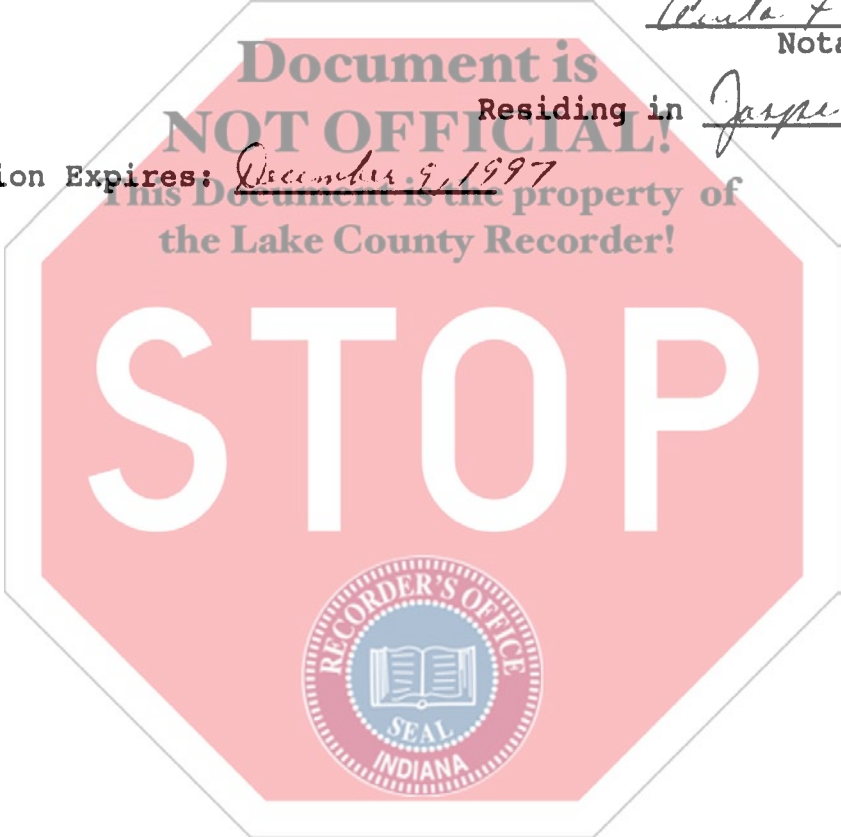 Nota
Document is
NOT OFFICIAL!
Residing in Jaspe
ion Expires: December 9, 1997
This Document is the property of
the Lake County Recorder!
STOP
RECORDER'S OFFICE
SEAL
INDIANA